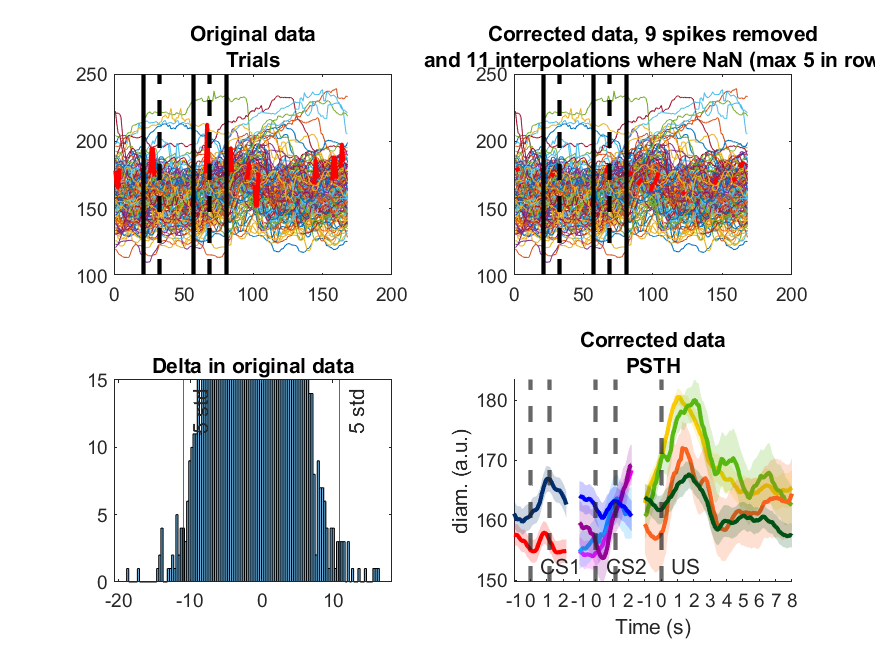 Original data
Trials
250
200
150
100
0 50 100 150 200
Corrected data, 9 spikes removed
and 11 interpolations where NaN (max 5 in row
250
200
150
100
0 50 100 150 200
Delta in original data
15
10
5
0
-20 -10 0 10
5 std
5 std
Corrected data
PSTH
diam. (a.u.)
180
170
160
150
CS1 CS2 US
-1 0 1 2 -1 0 1 2 -1 0 1 2 3 4 5 6 7 8
Time (s)